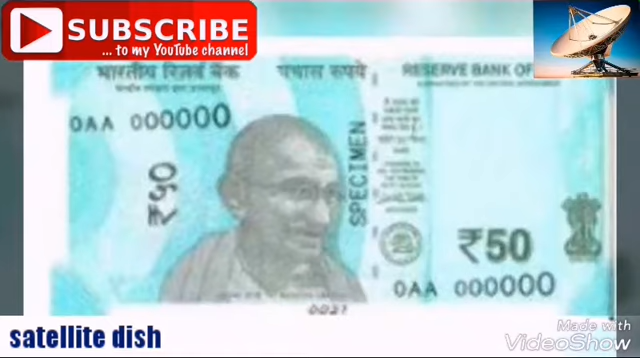 SUBSCRIBE
... to my YouTube channel
भारतीय रिज़र्व बैंक
पचास रुपये
RESERVE BANK OF
0AA 000000
₹५०
SPECIMEN
₹50
0AA 000000
satellite dish
Made with
VideoShow